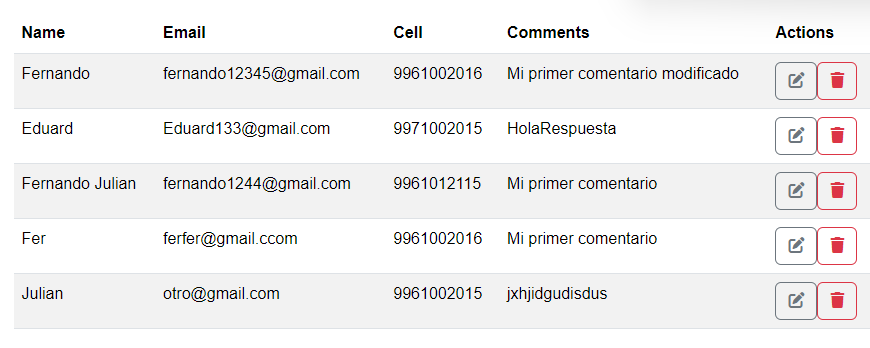 Name Email Cell Comments Actions
Fernando fernando12345@gmail.com 9961002016 Mi primer comentario modificado
Eduard Eduard133@gmail.com 9971002015 HolaRespuesta
Fernando Julian fernando1244@gmail.com 9961012115 Mi primer comentario
Fer ferfer@gmail.ccom 9961002016 Mi primer comentario
Julian otro@gmail.com 9961002015 jxhjidgudisdus